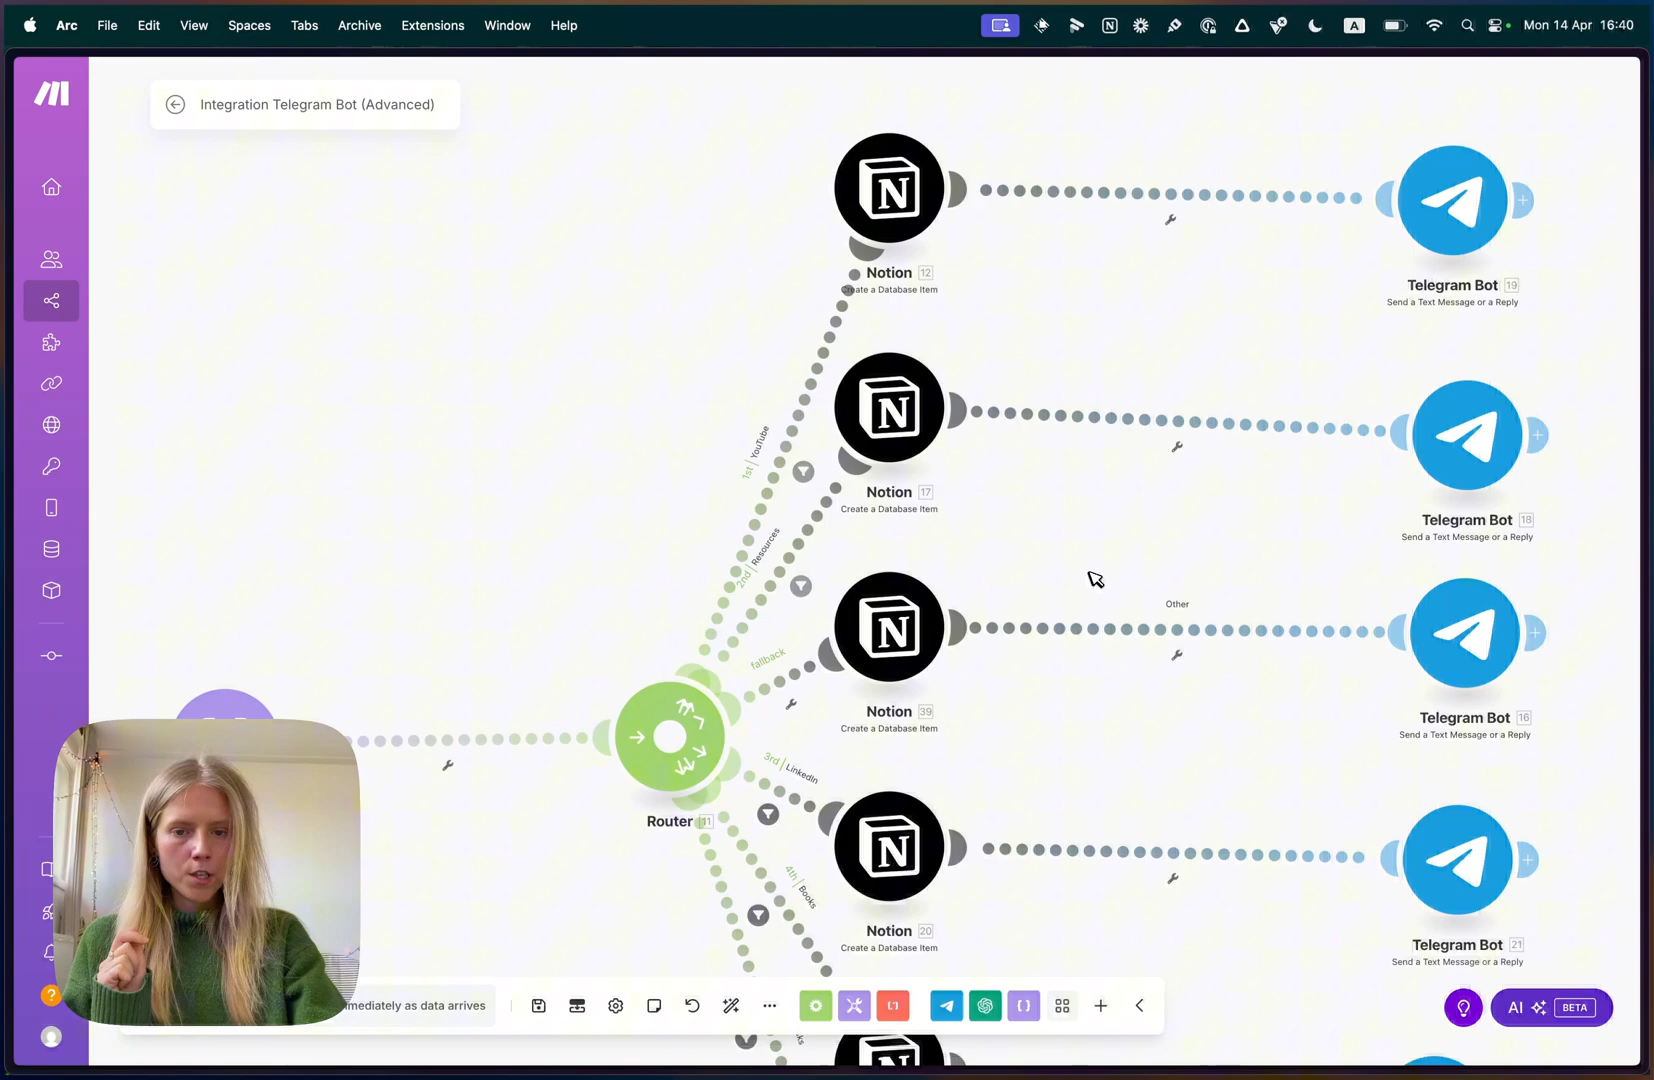 Arc File Edit View Spaces Tabs Archive Extensions Window Help A Mon 14 Apr 16:40
Integration Telegram Bot (Advanced)
Notion 12
Create a Database Item
Telegram Bot 19
Send a Text Message or a Reply
1st | YouTube
Notion 17
Create a Database Item
Telegram Bot 18
Send a Text Message or a Reply
2nd | Resources
Other
fallback
Notion 39
Create a Database Item
Telegram Bot 16
Send a Text Message or a Reply
3rd | LinkedIn
Router 11
4th | Books
Notion 20
Create a Database Item
Telegram Bot 21
Send a Text Message or a Reply
mmediately as data arrives
AI BETA